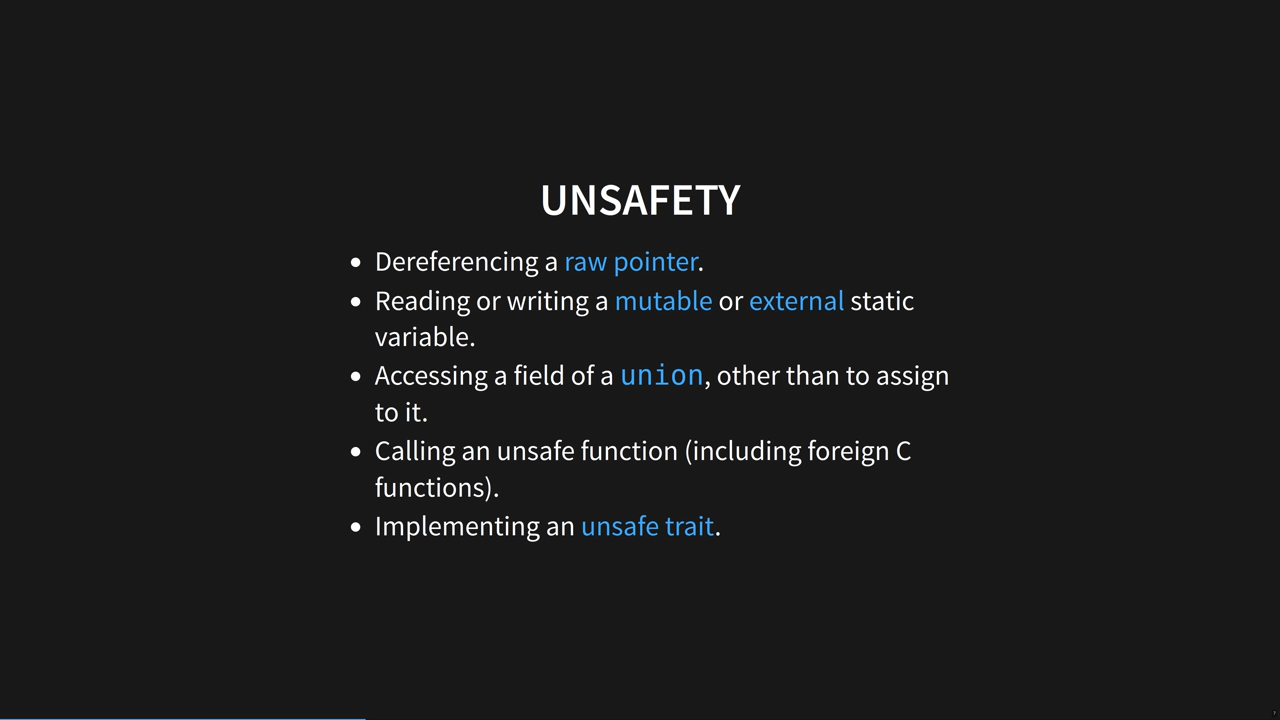 UNSAFETY
• Dereferencing a raw pointer.
• Reading or writing a mutable or external static
variable.
• Accessing a field of a union, other than to assign
to it.
• Calling an unsafe function (including foreign C
functions).
• Implementing an unsafe trait.